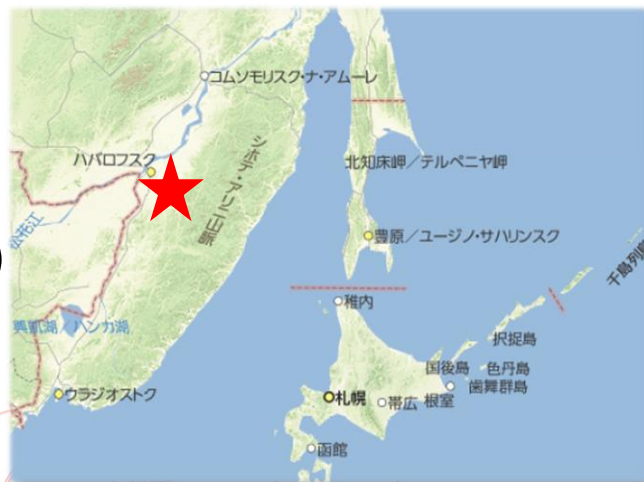 コムソモリスク・ナ・アムーレ
ハバロフスク
シホテ・アリニ山脈
北知床岬／テルペニヤ岬
松花江
豊原／ユージノ・サハリンスク
千島列島
稚内
興凱湖／ハンカ湖
択捉島
国後島
色丹島
歯舞群島
ウラジオストク
札幌
帯広
根室
函館